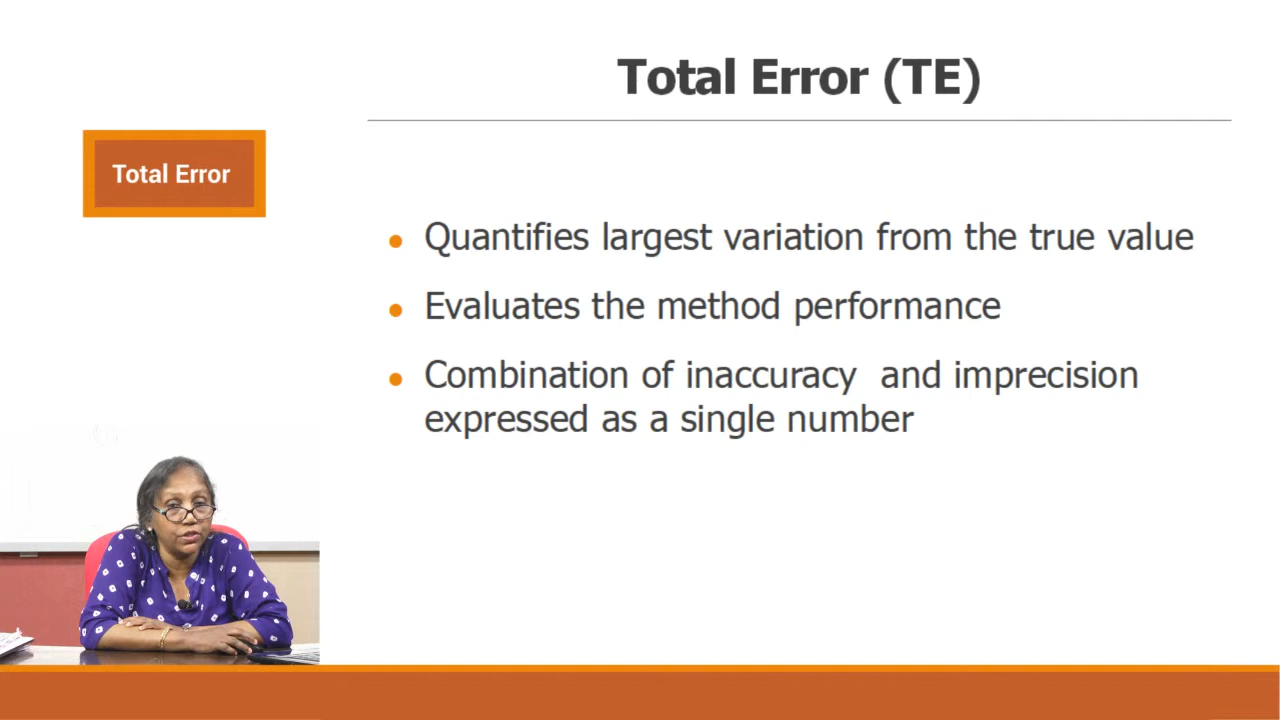 Total Error (TE)
Total Error
Quantifies largest variation from the true value
Evaluates the method performance
Combination of inaccuracy and imprecision
expressed as a single number